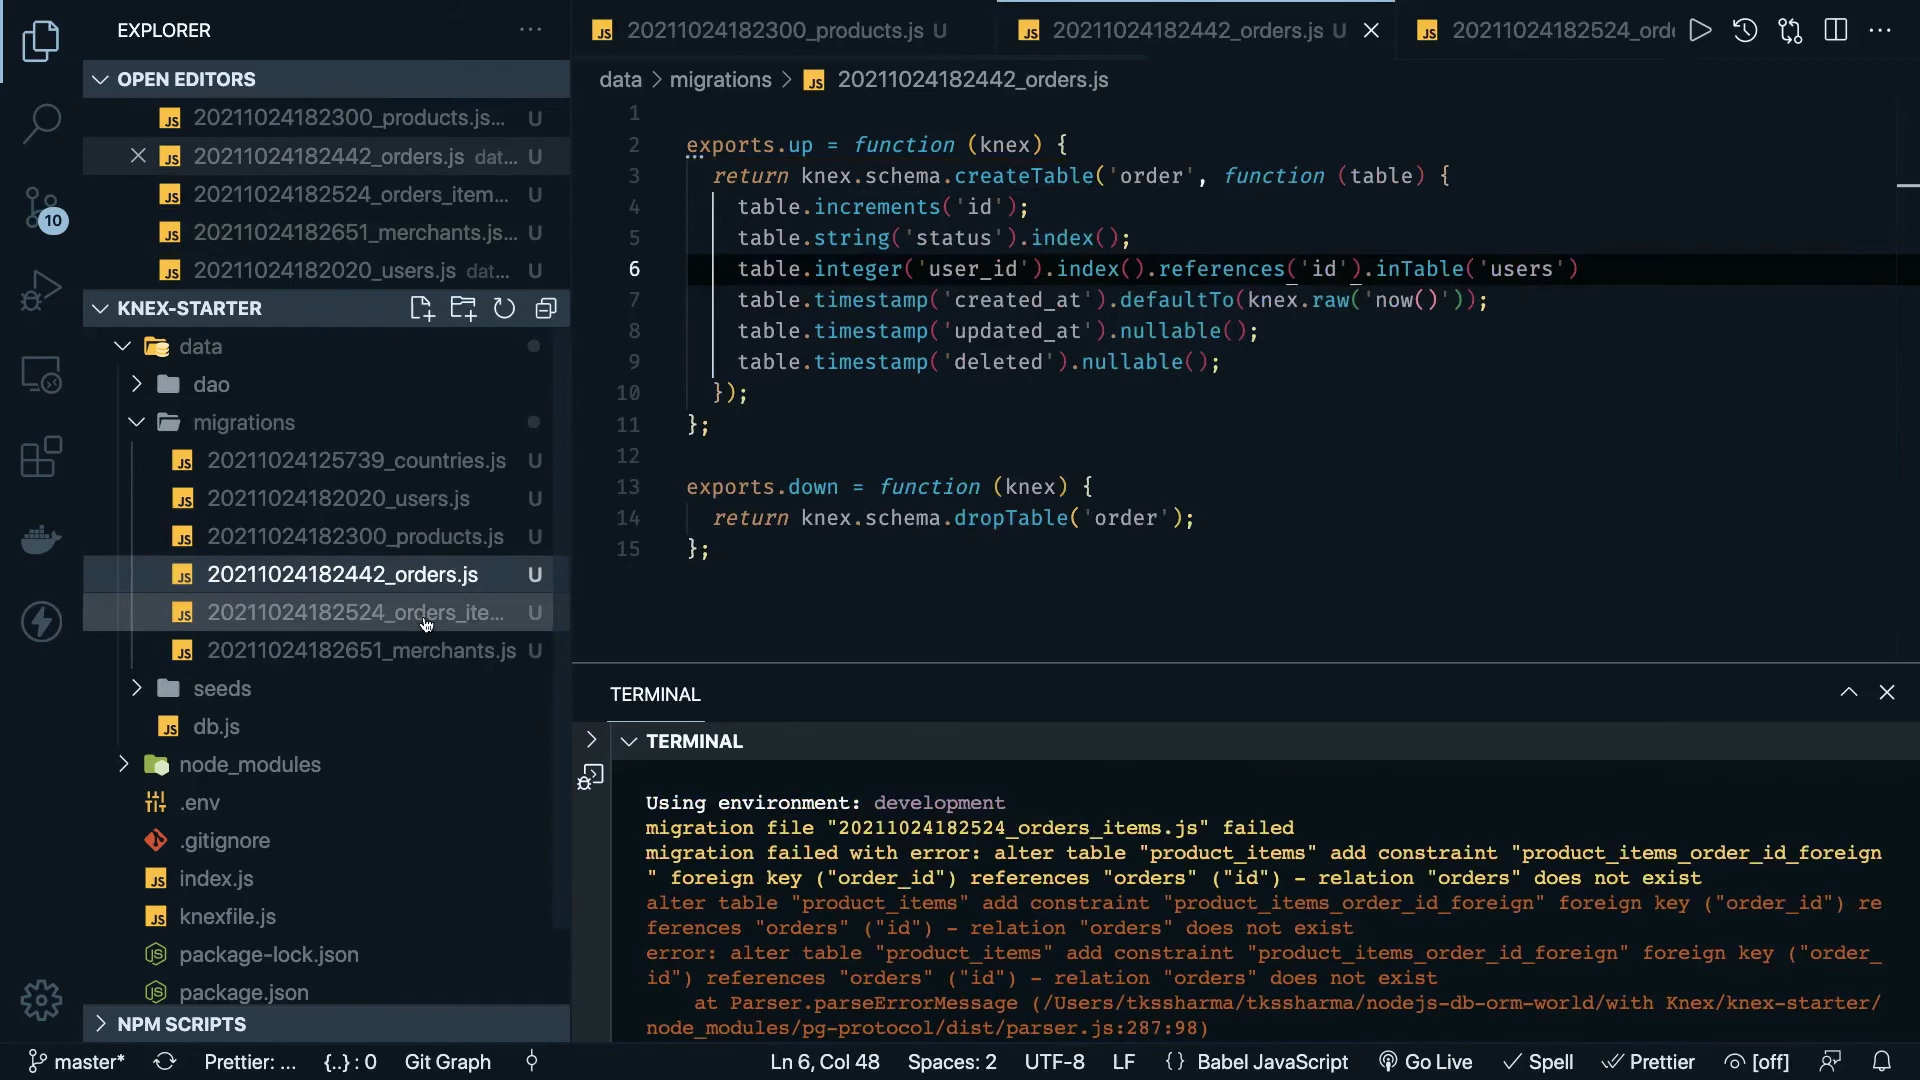 EXPLORER
20211024182300_products.js U
20211024182442_orders.js U
20211024182524_orde
OPEN EDITORS
20211024182300_products.js... U
20211024182442_orders.js dat... U
20211024182524_orders_item... U
20211024182651_merchants.js... U
20211024182020_users.js dat... U
10
KNEX-STARTER
data
dao
migrations
20211024125739_countries.js U
20211024182020_users.js U
20211024182300_products.js U
20211024182442_orders.js U
20211024182524_orders_ite... U
20211024182651_merchants.js U
seeds
db.js
node_modules
.env
.gitignore
index.js
knexfile.js
package-lock.json
package.json
NPM SCRIPTS
data > migrations > 20211024182442_orders.js
1
2 exports.up = function (knex) {
3 return knex.schema.createTable('order', function (table) {
4 table.increments('id');
5 table.string('status').index();
6 table.integer('user_id').index().references('id').inTable('users')
7 table.timestamp('created_at').defaultTo(knex.raw('now()'));
8 table.timestamp('updated_at').nullable();
9 table.timestamp('deleted').nullable();
10 });
11 };
12
13 exports.down = function (knex) {
14 return knex.schema.dropTable('order');
15 };
TERMINAL
TERMINAL
Using environment: development
migration file "20211024182524_orders_items.js" failed
migration failed with error: alter table "product_items" add constraint "product_items_order_id_foreign
" foreign key ("order_id") references "orders" ("id") - relation "orders" does not exist
alter table "product_items" add constraint "product_items_order_id_foreign" foreign key ("order_id") re
ferences "orders" ("id") - relation "orders" does not exist
error: alter table "product_items" add constraint "product_items_order_id_foreign" foreign key ("order_
id") references "orders" ("id") - relation "orders" does not exist
at Parser.parseErrorMessage (/Users/tkssharma/tkssharma/nodejs-db-orm-world/with Knex/knex-starter/
node_modules/pg-protocol/dist/parser.js:287:98)
master* Prettier: ... {..} : 0 Git Graph Ln 6, Col 48 Spaces: 2 UTF-8 LF {} Babel JavaScript Go Live Spell Prettier [off]